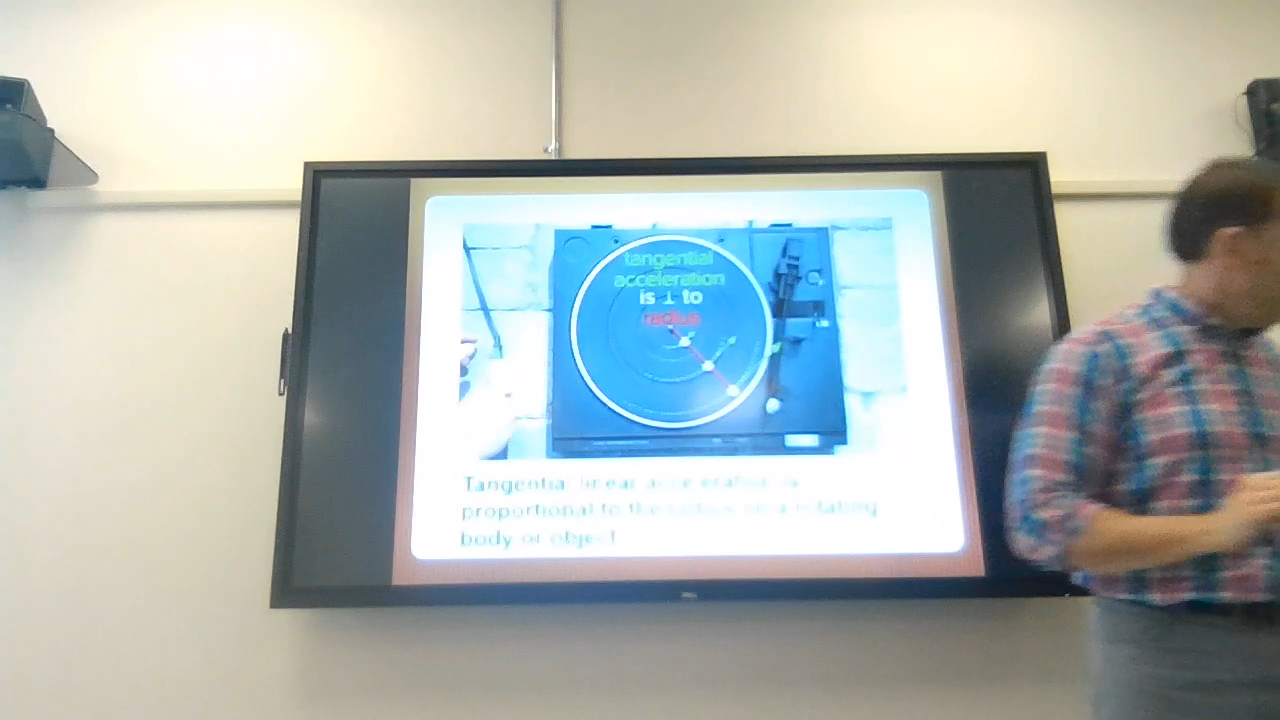 tangential
acceleration
is ⊥ to
radius
Tangential linear acceleration is
proportional to the radius on a rotating
body or object